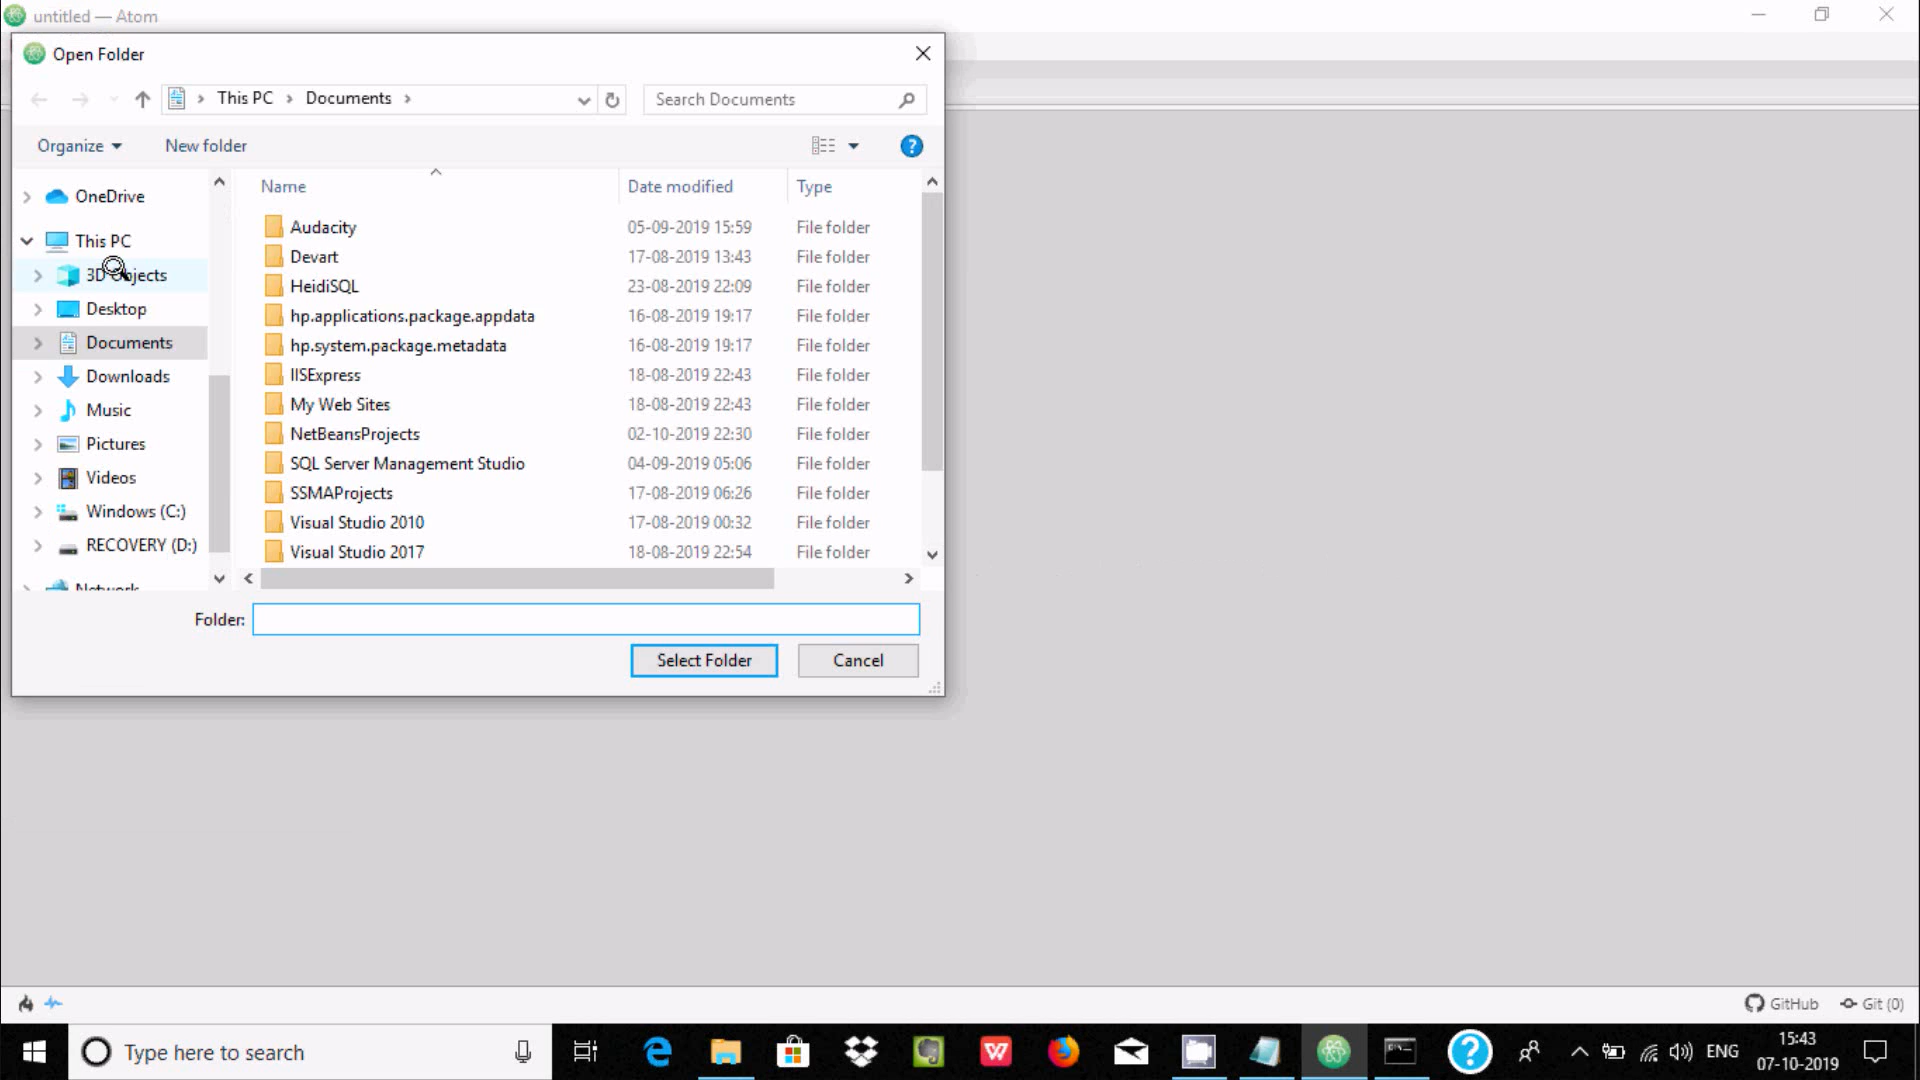 untitled — Atom
Open Folder
This PC > Documents >
Search Documents
Organize
New folder
Name
Date modified
Type
OneDrive
This PC
3D Objects
Desktop
Documents
Downloads
Music
Pictures
Videos
Windows (C:)
RECOVERY (D:)
Network
Audacity 05-09-2019 15:59 File folder
Devart 17-08-2019 13:43 File folder
HeidiSQL 23-08-2019 22:09 File folder
hp.applications.package.appdata 16-08-2019 19:17 File folder
hp.system.package.metadata 16-08-2019 19:17 File folder
IISExpress 18-08-2019 22:43 File folder
My Web Sites 18-08-2019 22:43 File folder
NetBeansProjects 02-10-2019 22:30 File folder
SQL Server Management Studio 04-09-2019 05:06 File folder
SSMAProjects 17-08-2019 06:26 File folder
Visual Studio 2010 17-08-2019 00:32 File folder
Visual Studio 2017 18-08-2019 22:54 File folder
Folder:
Select Folder
Cancel
GitHub
Git (0)
Type here to search
ENG
15:43
07-10-2019